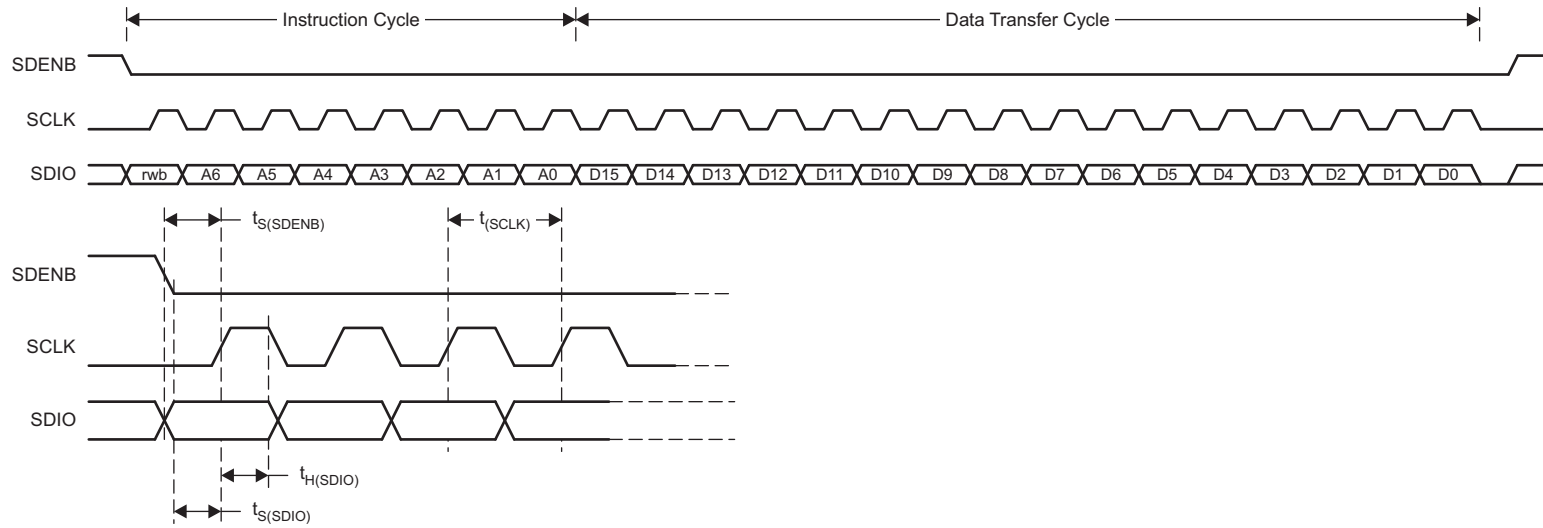 Instruction Cycle Data Transfer Cycle
SDENB
SCLK
SDIO rwb A6 A5 A4 A3 A2 A1 A0 D15 D14 D13 D12 D11 D10 D9 D8 D7 D6 D5 D4 D3 D2 D1 D0
tS(SDENB) t(SCLK)
SDENB
SCLK
SDIO
tH(SDIO)
tS(SDIO)